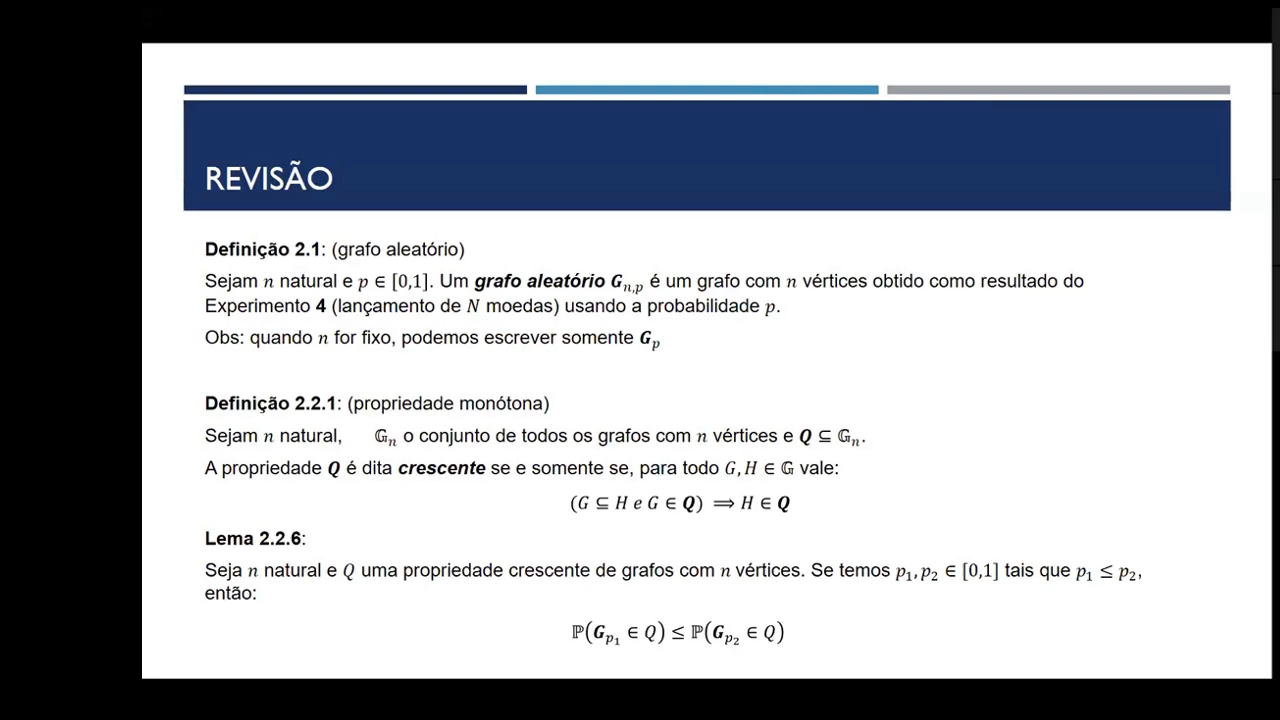 REVISÃO
Definição 2.1: (grafo aleatório)
Sejam n natural e p ∈ [0,1]. Um grafo aleatório G_{n,p} é um grafo com n vértices obtido como resultado do
Experimento 4 (lançamento de N moedas) usando a probabilidade p.
Obs: quando n for fixo, podemos escrever somente G_p
Definição 2.2.1: (propriedade monótona)
Sejam n natural, 𝔾_n o conjunto de todos os grafos com n vértices e Q ⊆ 𝔾_n.
A propriedade Q é dita crescente se e somente se, para todo G, H ∈ 𝔾 vale:
(G ⊆ H e G ∈ Q) ⟹ H ∈ Q
Lema 2.2.6:
Seja n natural e Q uma propriedade crescente de grafos com n vértices. Se temos p_1, p_2 ∈ [0,1] tais que p_1 ≤ p_2,
então:
ℙ(G_{p_1} ∈ Q) ≤ ℙ(G_{p_2} ∈ Q)